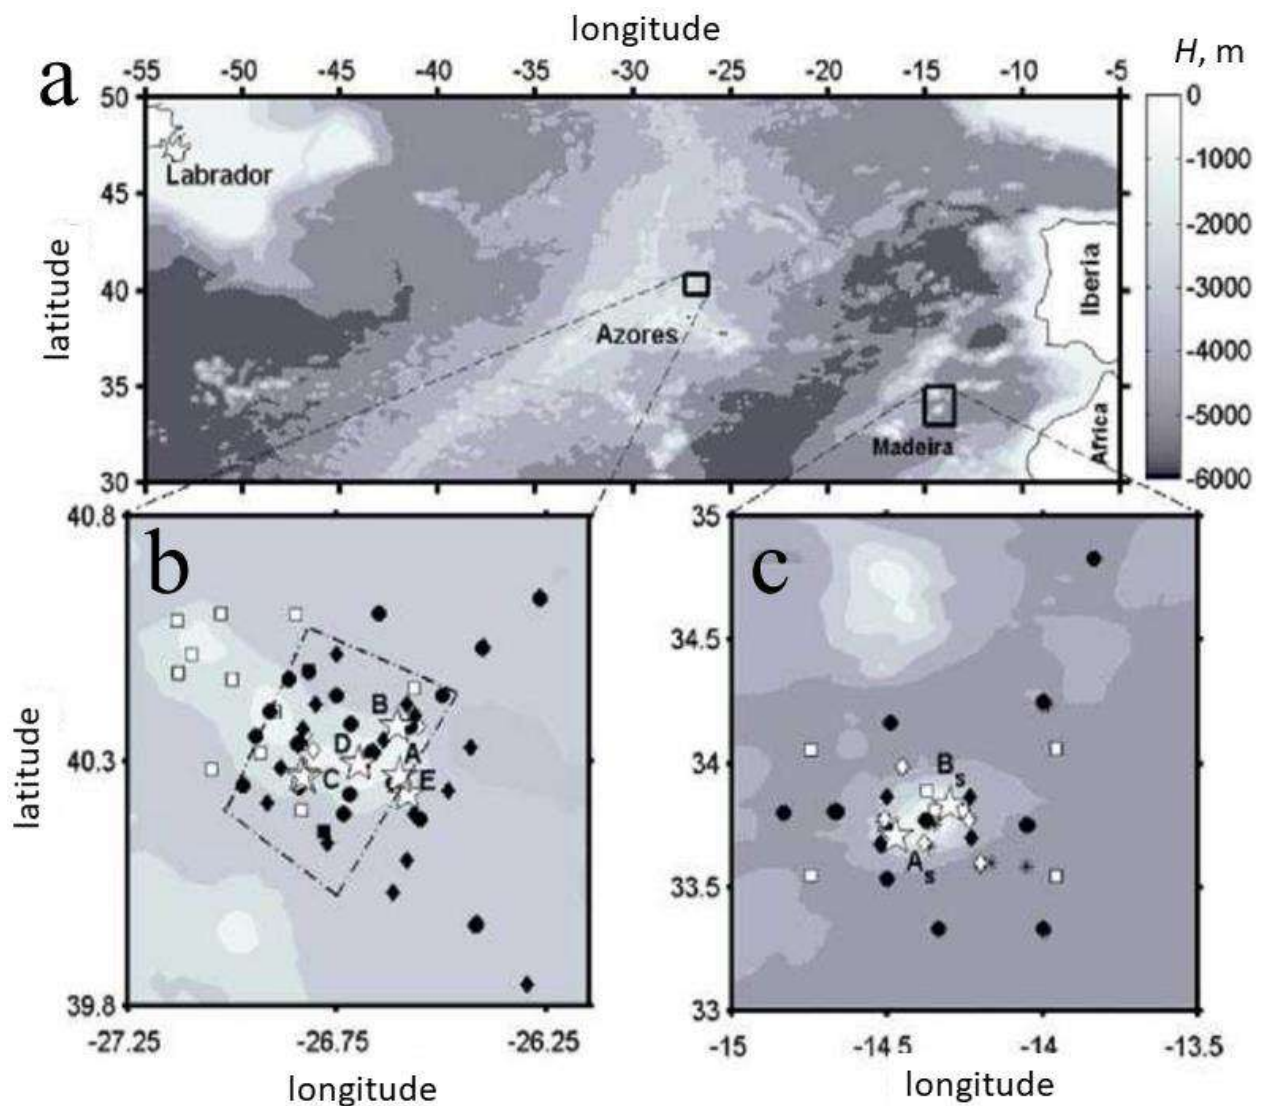 longitude
H, m
a
-55 -50 -45 -40 -35 -30 -25 -20 -15 -10 -5
50
45
40
35
30
latitude
Labrador
Azores
Madeira
Iberia
Africa
0
-1000
-2000
-3000
-4000
-5000
-6000
b
40.8
40.3
39.8
latitude
B
D
A
C
E
-27.25 -26.75 -26.25
longitude
c
35
34.5
34
33.5
33
Bs
As
-15 -14.5 -14 -13.5
longitude